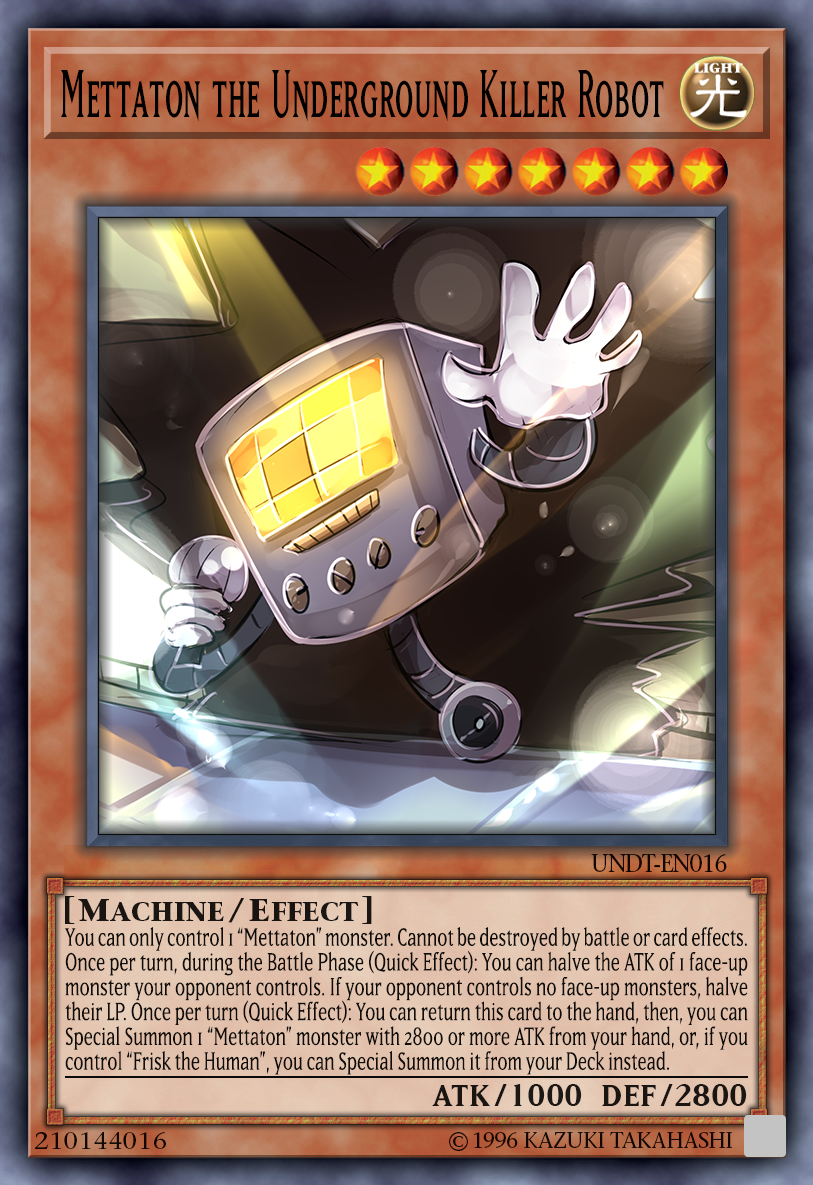 Mettaton the Underground Killer Robot
LIGHT
光
UNDT-EN016
[Machine/Effect]
You can only control 1 “Mettaton” monster. Cannot be destroyed by battle or card effects.
Once per turn, during the Battle Phase (Quick Effect): You can halve the ATK of 1 face-up
monster your opponent controls. If your opponent controls no face-up monsters, halve
their LP. Once per turn (Quick Effect): You can return this card to the hand, then, you can
Special Summon 1 “Mettaton” monster with 2800 or more ATK from your hand, or, if you
control “Frisk the Human”, you can Special Summon it from your Deck instead.
ATK/1000 DEF/2800
210144016
© 1996 KAZUKI TAKAHASHI